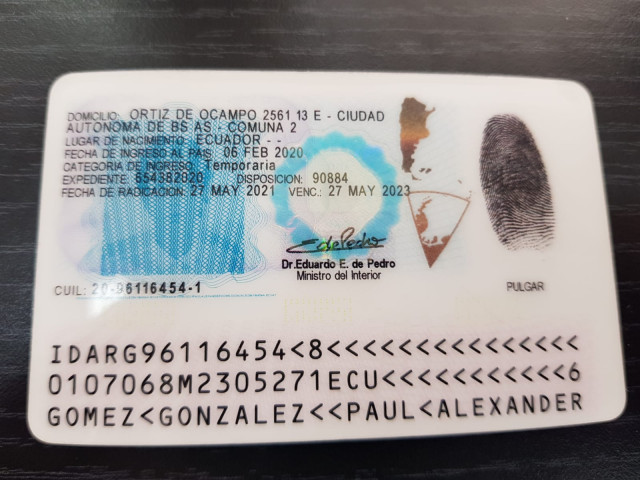 DOMICILIO: ORTIZ DE OCAMPO 2561 13 E - CIUDAD
AUTONOMA DE BS AS - COMUNA 2
LUGAR DE NACIMIENTO: ECUADOR - -
FECHA DE INGRESO AL PAIS: 06 FEB 2020
CATEGORIA DE INGRESO: Temporaria
EXPEDIENTE: 654382020 DISPOSICION: 90884
FECHA DE RADICACION: 27 MAY 2021 VENC.: 27 MAY 2023
Dr.Eduardo E. de Pedro
Ministro del Interior
CUIL: 20-96116454-1
PULGAR
IDARG96116454<8<<<<<<<<<<<<<<<
0107068M2305271ECU<<<<<<<<<<<6
GOMEZ<GONZALEZ<<PAUL<ALEXANDER